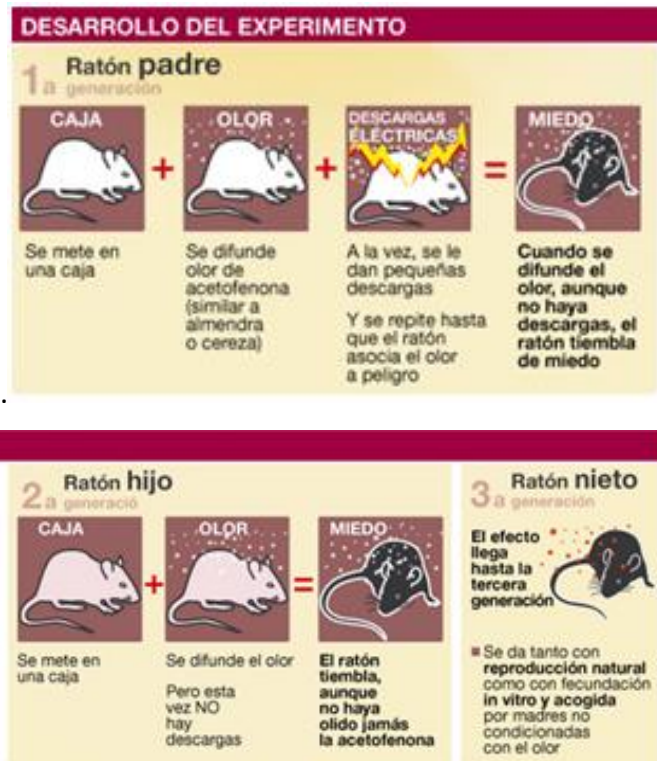 DESARROLLO DEL EXPERIMENTO
1a Ratón padre
generación
CAJA
Se mete en
una caja
+
OLOR
Se difunde
olor de
acetofenona
(similar a
almendra
o cereza)
+
DESCARGAS
ELÉCTRICAS
A la vez, se le
dan pequeñas
descargas
Y se repite hasta
que el ratón
asocia el olor
a peligro
=
MIEDO
Cuando se
difunde el
olor, aunque
no haya
descargas, el
ratón tiembla
de miedo
.
2a Ratón hijo
generació
CAJA
Se mete en
una caja
+
OLOR
Se difunde el olor
Pero esta
vez NO
hay
descargas
=
MIEDO
El ratón
tiembla,
aunque
no haya
olido jamás
la acetofenona
3a Ratón nieto
generación
El efecto
llega
hasta la
tercera
generación
Se da tanto con
reproducción natural
como con fecundación
in vitro y acogida
por madres no
condicionadas
con el olor